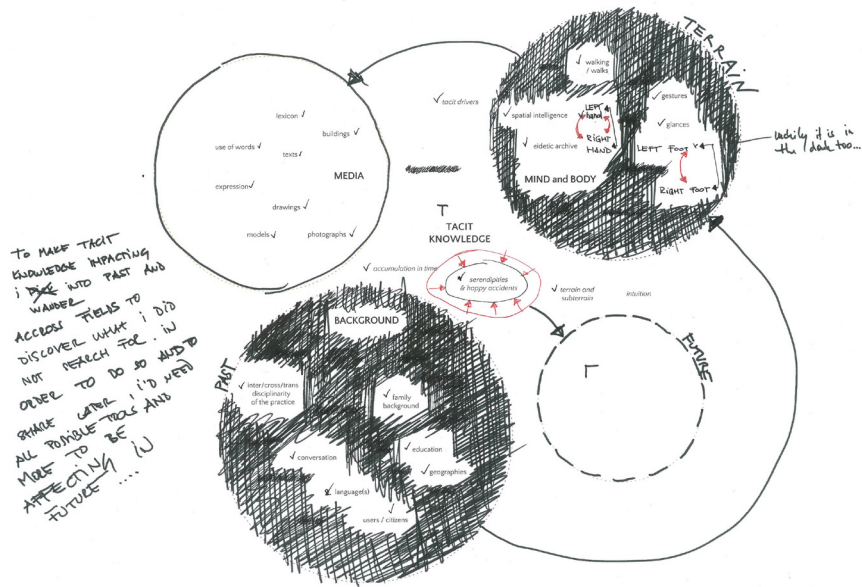 TERRAIN
✓ walking
/ walks
✓ tacit drivers
✓ gestures
lexicon ✓
✓ spatial intelligence
LEFT
hand
✓ glances
buildings ✓
uae of words ✓
texts ✓
✓ eidetic archive
RIGHT
HAND
LEFT FOOT
it is in
the dark too...
MEDIA
MIND and BODY
expression ✓
RIGHT FOOT
drawings ✓
models ✓
photographs ✓
TACIT
KNOWLEDGE
TO MAKE TACIT
KNOWLEDGE IMPACTING
i INTO PAST AND
WANDER
ACCROSS FIELDS TO
DISCOVER WHAT i DID
NOT SEARCH FOR. IN
ORDER TO DO SO AND TO
SHARE LATER i'D NEED
ALL POSIBLE TOOLS AND
MORE TO BE
AFFECTING IN
FUTURE ....
✓ accumulation in time
✓ serendipities
& happy accidents
✓ terrain and
subterrain
intuition
BACKGROUND
FUTURE
PAST
✓ inter/cross/trans
disciplinarity
of the practice
✓ family
background
✓ conversation
✓ education
✓ geographies
language(s)
users / citizens